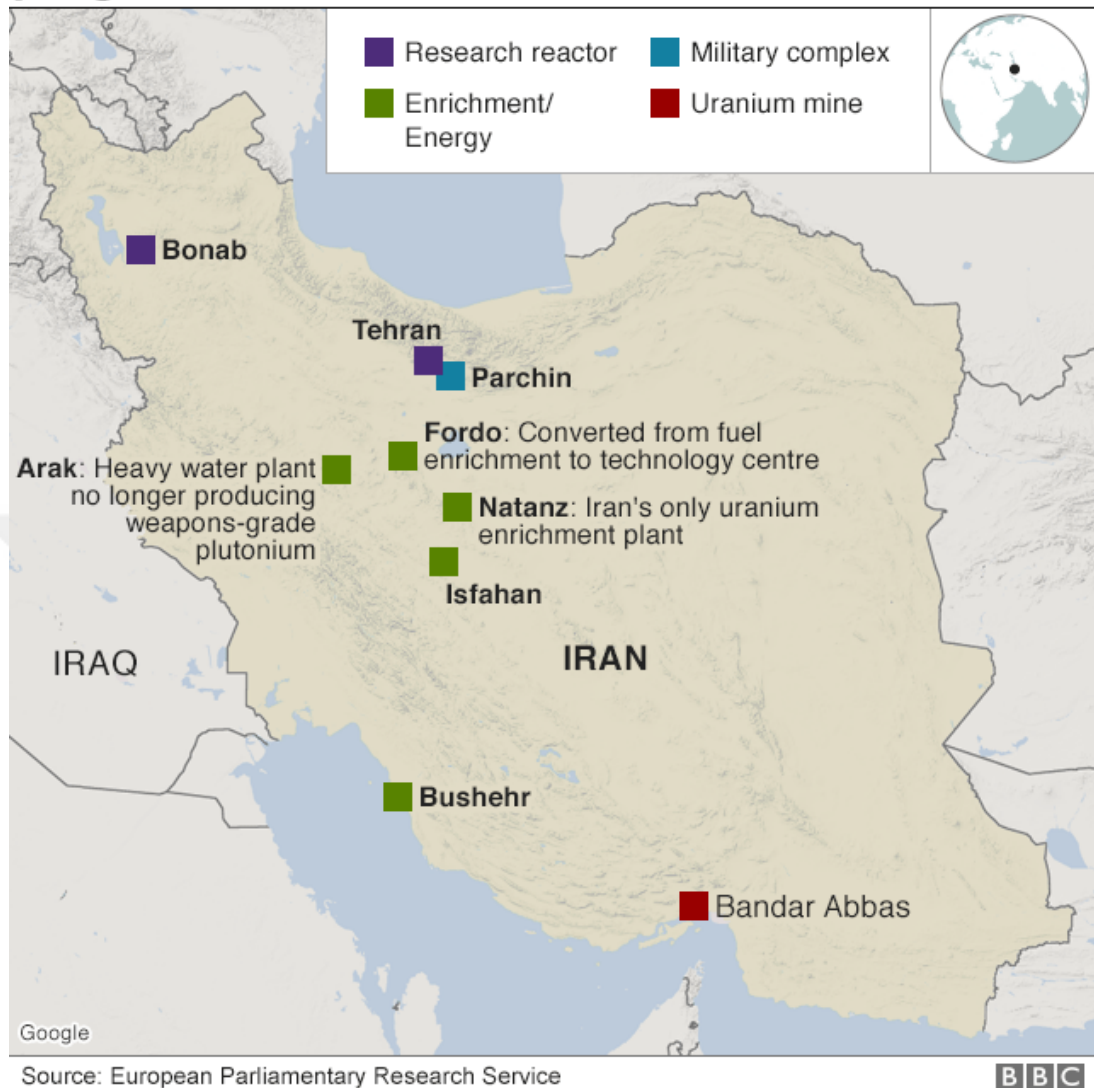 Research reactor
Military complex
Enrichment/
Energy
Uranium mine
Bonab
Tehran
Parchin
Fordo: Converted from fuel
enrichment to technology centre
Arak: Heavy water plant
no longer producing
weapons-grade
plutonium
Natanz: Iran's only uranium
enrichment plant
Isfahan
IRAQ
IRAN
Bushehr
Bandar Abbas
Google
Source: European Parliamentary Research Service
BBC